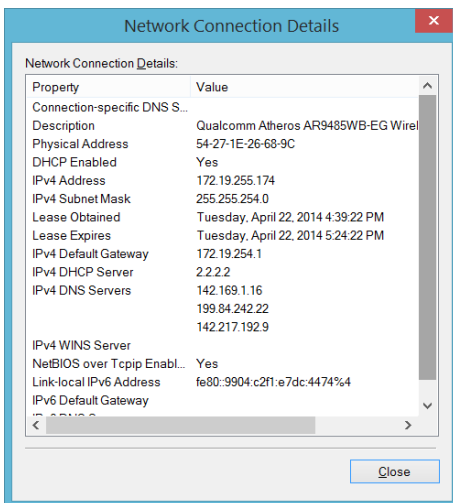 Network Connection Details
Network Connection Details:
Property Value
Connection-specific DNS S...
Description Qualcomm Atheros AR9485WB-EG Wirel
Physical Address 54-27-1E-26-68-9C
DHCP Enabled Yes
IPv4 Address 172.19.255.174
IPv4 Subnet Mask 255.255.254.0
Lease Obtained Tuesday, April 22, 2014 4:39:22 PM
Lease Expires Tuesday, April 22, 2014 5:24:22 PM
IPv4 Default Gateway 172.19.254.1
IPv4 DHCP Server 2.2.2.2
IPv4 DNS Servers 142.169.1.16
199.84.242.22
142.217.192.9
IPv4 WINS Server
NetBIOS over Tcpip Enabl... Yes
Link-local IPv6 Address fe80::9904:c2f1:e7dc:4474%4
IPv6 Default Gateway
Close